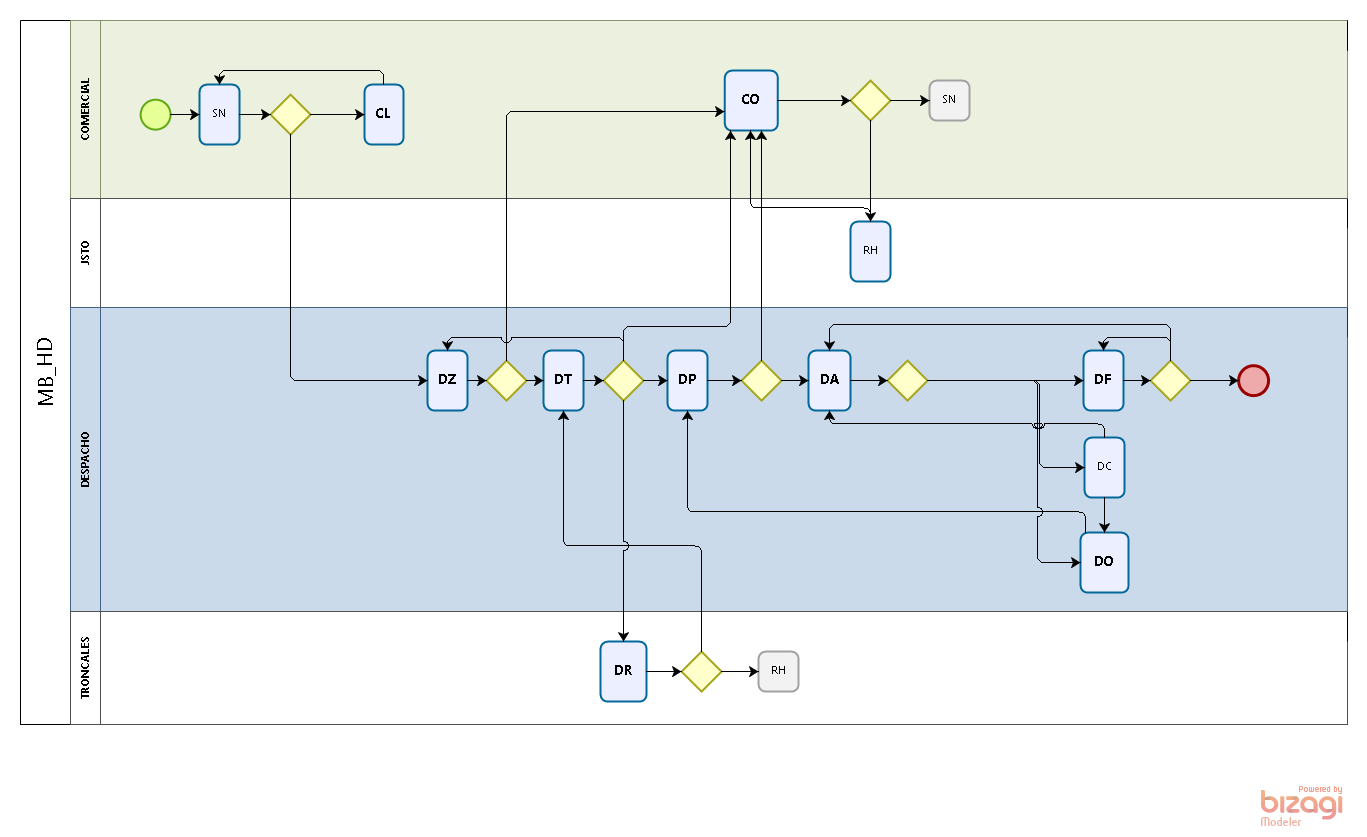 MB_HD
COMERCIAL
SN
CL
CO
SN
JSTO
RH
DESPACHO
DZ
DT
DP
DA
DF
DC
DO
TRONCALES
DR
RH
Powered by
bizagi
Modeler